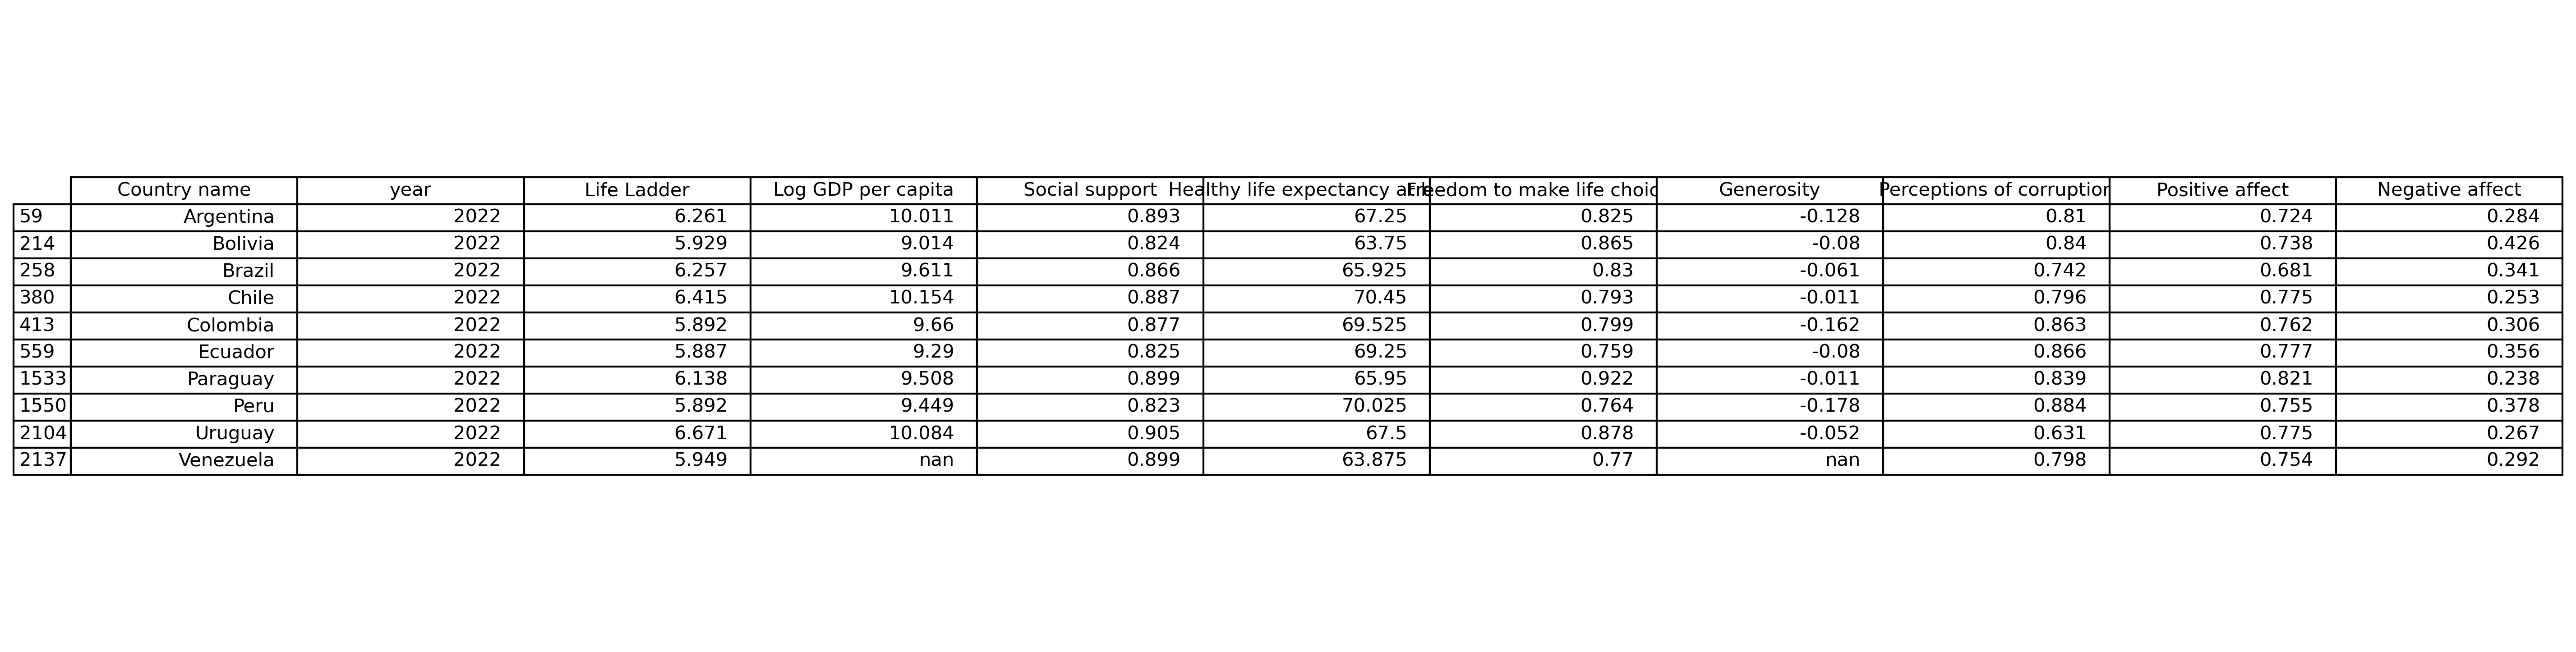 Country name year Life Ladder Log GDP per capita Social support Healthy life expectancy at b Freedom to make life choic Generosity Perceptions of corruption Positive affect Negative affect
59 Argentina 2022 6.261 10.011 0.893 67.25 0.825 -0.128 0.81 0.724 0.284
214 Bolivia 2022 5.929 9.014 0.824 63.75 0.865 -0.08 0.84 0.738 0.426
258 Brazil 2022 6.257 9.611 0.866 65.925 0.83 -0.061 0.742 0.681 0.341
380 Chile 2022 6.415 10.154 0.887 70.45 0.793 -0.011 0.796 0.775 0.253
413 Colombia 2022 5.892 9.66 0.877 69.525 0.799 -0.162 0.863 0.762 0.306
559 Ecuador 2022 5.887 9.29 0.825 69.25 0.759 -0.08 0.866 0.777 0.356
1533 Paraguay 2022 6.138 9.508 0.899 65.95 0.922 -0.011 0.839 0.821 0.238
1550 Peru 2022 5.892 9.449 0.823 70.025 0.764 -0.178 0.884 0.755 0.378
2104 Uruguay 2022 6.671 10.084 0.905 67.5 0.878 -0.052 0.631 0.775 0.267
2137 Venezuela 2022 5.949 nan 0.899 63.875 0.77 nan 0.798 0.754 0.292